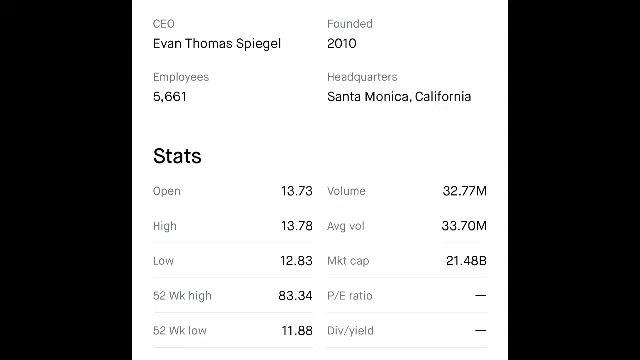 CEO Founded
Evan Thomas Spiegel 2010
Employees Headquarters
5,661 Santa Monica, California
Stats
Open 13.73 Volume 32.77M
High 13.78 Avg vol 33.70M
Low 12.83 Mkt cap 21.48B
52 Wk high 83.34 P/E ratio —
52 Wk low 11.88 Div/yield —